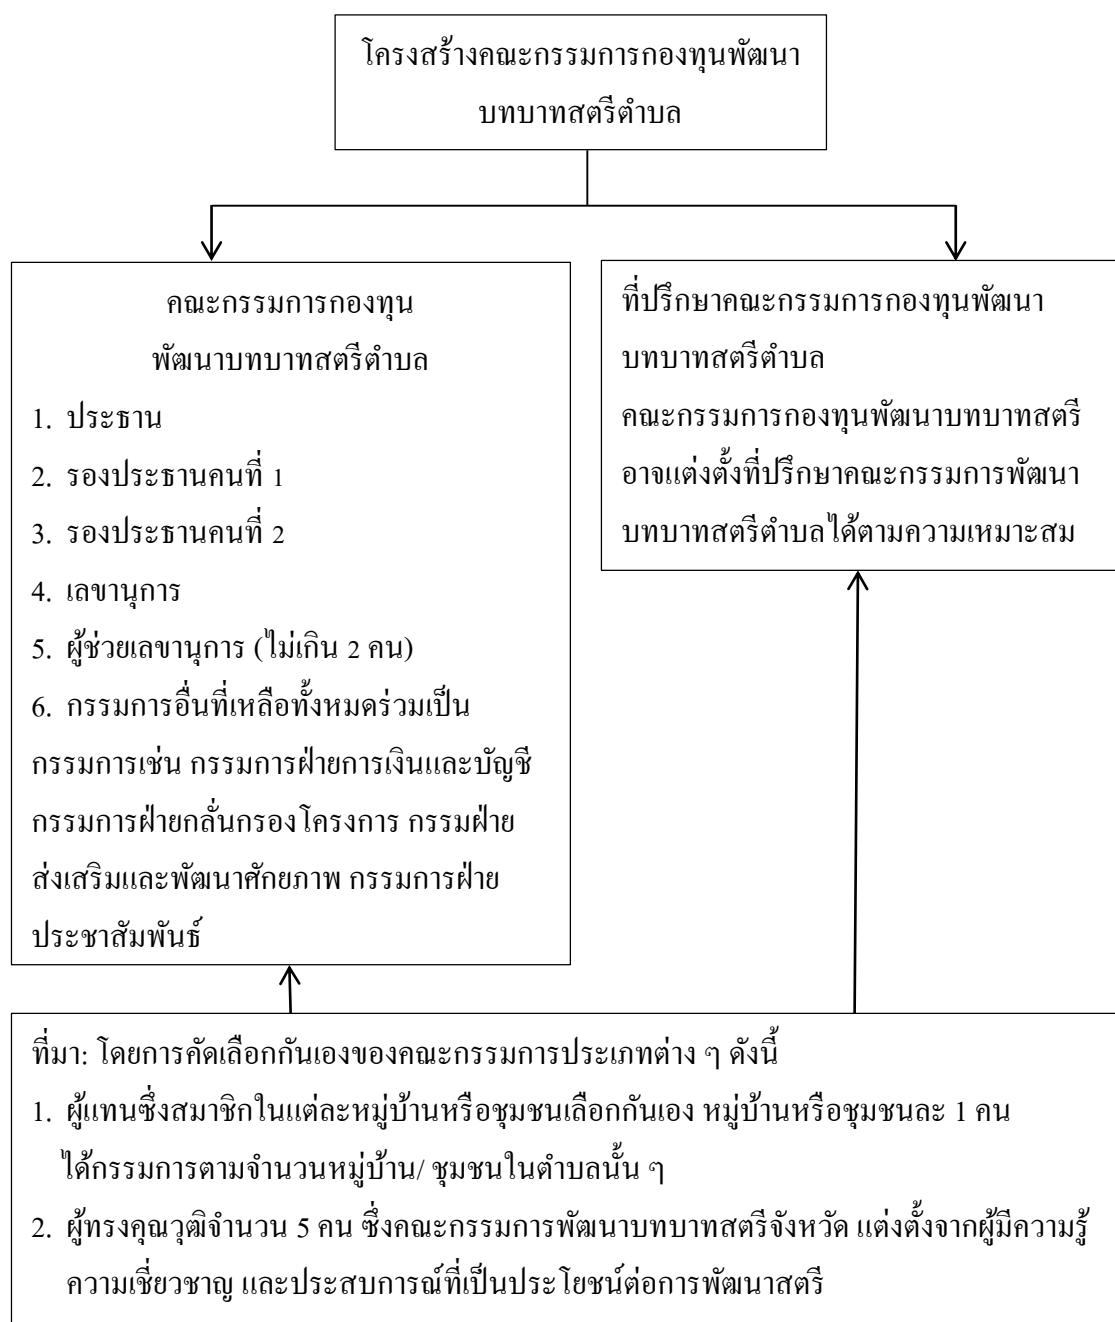 โครงสร้างคณะกรรมการกองทุนพัฒนา
บทบาทสตรีตำบล
คณะกรรมการกองทุน
พัฒนาบทบาทสตรีตำบล
1. ประธาน
2. รองประธานคนที่ 1
3. รองประธานคนที่ 2
4. เลขานุการ
5. ผู้ช่วยเลขานุการ (ไม่เกิน 2 คน)
6. กรรมการอื่นที่เหลือทั้งหมดร่วมเป็น
กรรมการเช่น กรรมการฝ่ายการเงินและบัญชี
กรรมการฝ่ายกลั่นกรองโครงการ กรรมฝ่าย
ส่งเสริมและพัฒนาศักยภาพ กรรมการฝ่าย
ประชาสัมพันธ์
ที่ปรึกษาคณะกรรมการกองทุนพัฒนา
บทบาทสตรีตำบล
คณะกรรมการกองทุนพัฒนาบทบาทสตรี
อาจแต่งตั้งที่ปรึกษาคณะกรรมการพัฒนา
บทบาทสตรีตำบลได้ตามความเหมาะสม
ที่มา: โดยการคัดเลือกกันเองของคณะกรรมการประเภทต่าง ๆ ดังนี้
1. ผู้แทนซึ่งสมาชิกในแต่ละหมู่บ้านหรือชุมชนเลือกกันเอง หมู่บ้านหรือชุมชนละ 1 คน
ได้กรรมการตามจำนวนหมู่บ้าน/ ชุมชนในตำบลนั้น ๆ
2. ผู้ทรงคุณวุฒิจำนวน 5 คน ซึ่งคณะกรรมการพัฒนาบทบาทสตรีจังหวัด แต่งตั้งจากผู้มีความรู้
ความเชี่ยวชาญ และประสบการณ์ที่เป็นประโยชน์ต่อการพัฒนาสตรี